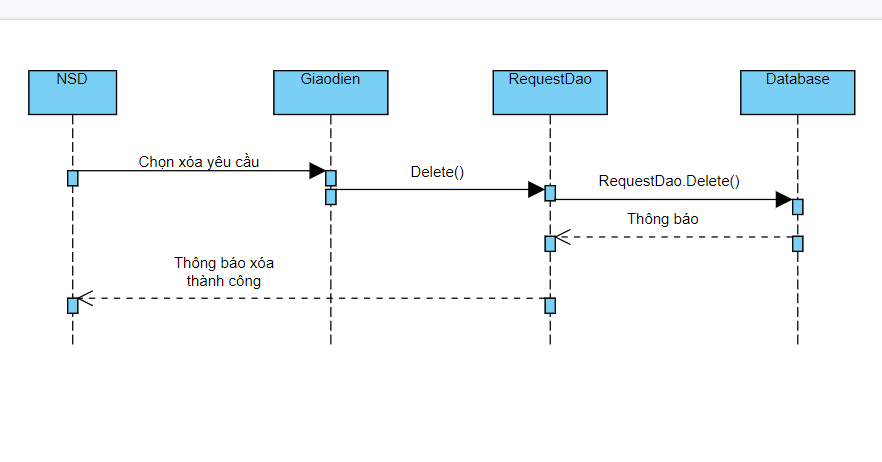 NSD
Giaodien
RequestDao
Database
Chọn xóa yêu cầu
Delete()
RequestDao.Delete()
Thông báo
Thông báo xóa
thành công